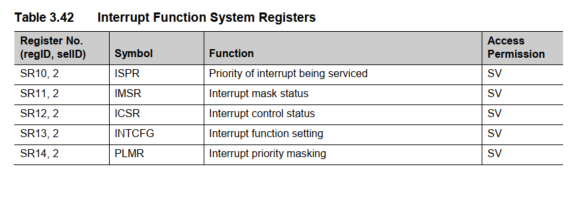 Table 3.42 Interrupt Function System Registers
Register No. (regID, selID) Symbol Function Access Permission
SR10, 2 ISPR Priority of interrupt being serviced SV
SR11, 2 IMSR Interrupt mask status SV
SR12, 2 ICSR Interrupt control status SV
SR13, 2 INTCFG Interrupt function setting SV
SR14, 2 PLMR Interrupt priority masking SV